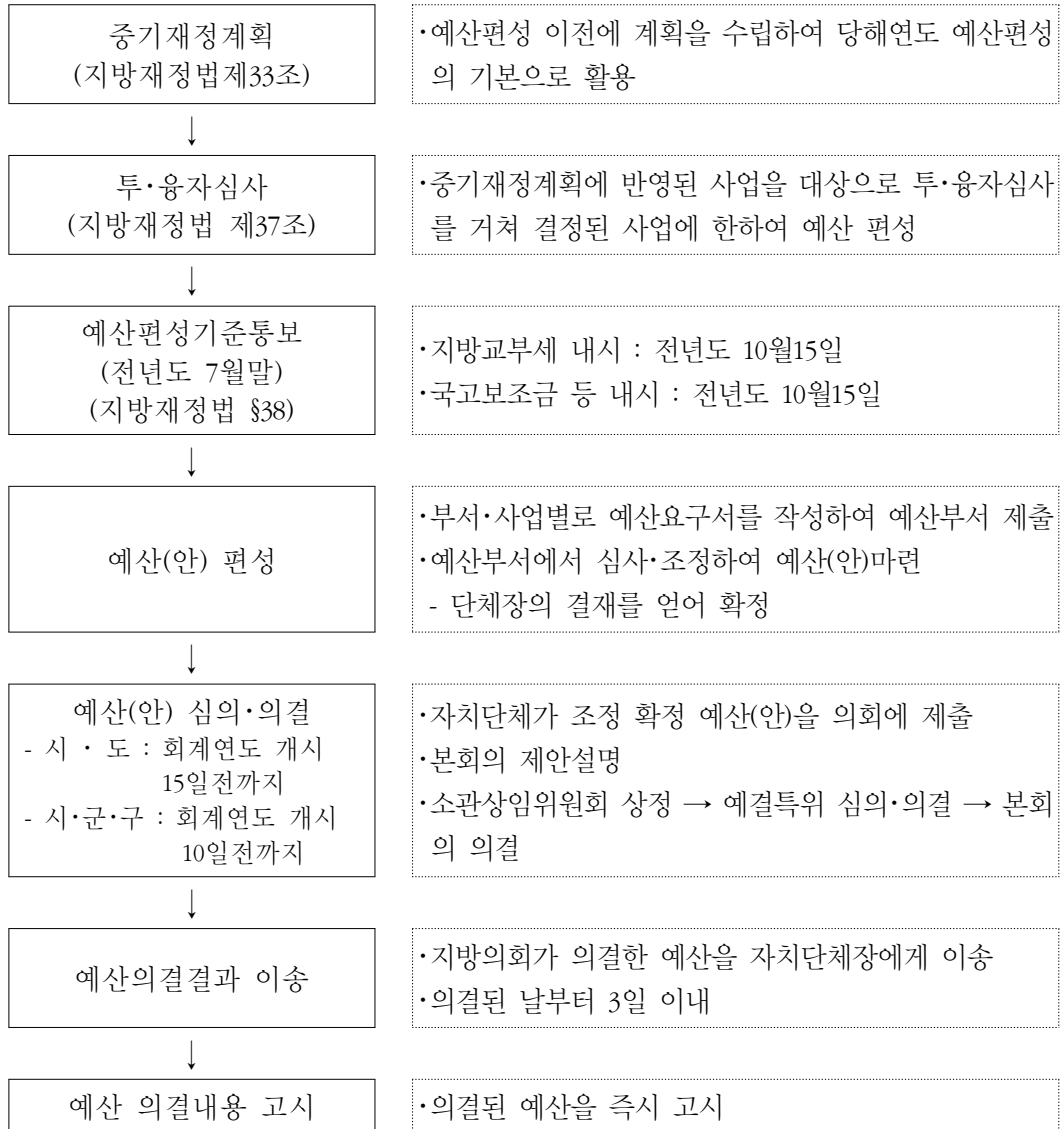 중기재정계획
(지방재정법제33조)
·예산편성 이전에 계획을 수립하여 당해연도 예산편성
의 기본으로 활용
↓
투·융자심사
(지방재정법 제37조)
·중기재정계획에 반영된 사업을 대상으로 투·융자심사
를 거쳐 결정된 사업에 한하여 예산 편성
↓
예산편성기준통보
(전년도 7월말)
(지방재정법 §38)
·지방교부세 내시 : 전년도 10월15일
·국고보조금 등 내시 : 전년도 10월15일
↓
예산(안) 편성
·부서·사업별로 예산요구서를 작성하여 예산부서 제출
·예산부서에서 심사·조정하여 예산(안)마련
- 단체장의 결재를 얻어 확정
↓
예산(안) 심의·의결
- 시 · 도 : 회계연도 개시
15일전까지
- 시·군·구 : 회계연도 개시
10일전까지
·자치단체가 조정 확정 예산(안)을 의회에 제출
·본회의 제안설명
·소관상임위원회 상정 → 예결특위 심의·의결 → 본회
의 의결
↓
예산의결결과 이송
·지방의회가 의결한 예산을 자치단체장에게 이송
·의결된 날부터 3일 이내
↓
예산 의결내용 고시
·의결된 예산을 즉시 고시